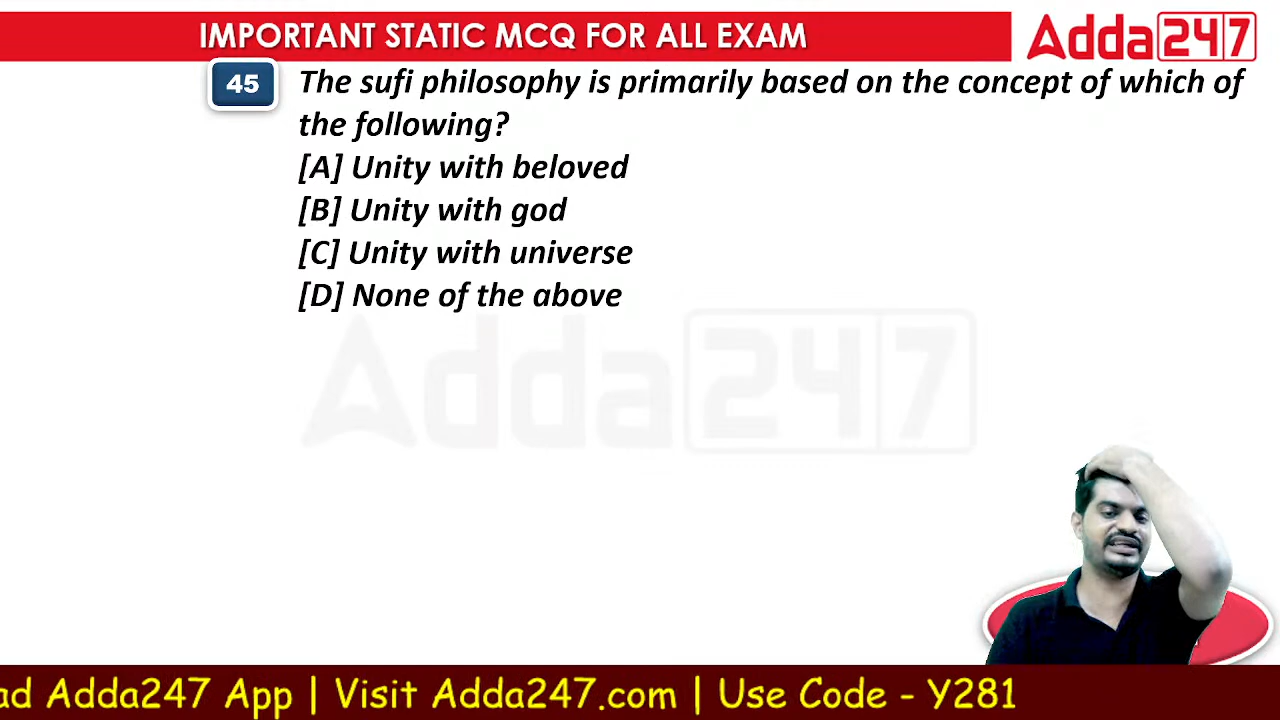 IMPORTANT STATIC MCQ FOR ALL EXAM
Adda247
45
The sufi philosophy is primarily based on the concept of which of
the following?
[A] Unity with beloved
[B] Unity with god
[C] Unity with universe
[D] None of the above
Adda247
ad Adda247 App | Visit Adda247.com | Use Code - Y281